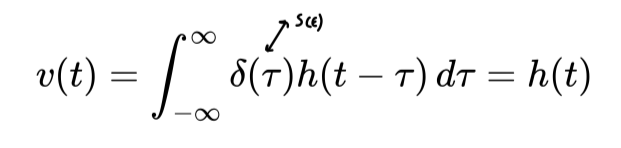 S(t)
v(t) = ∫_{-∞}^{∞} δ(τ)h(t − τ) dτ = h(t)